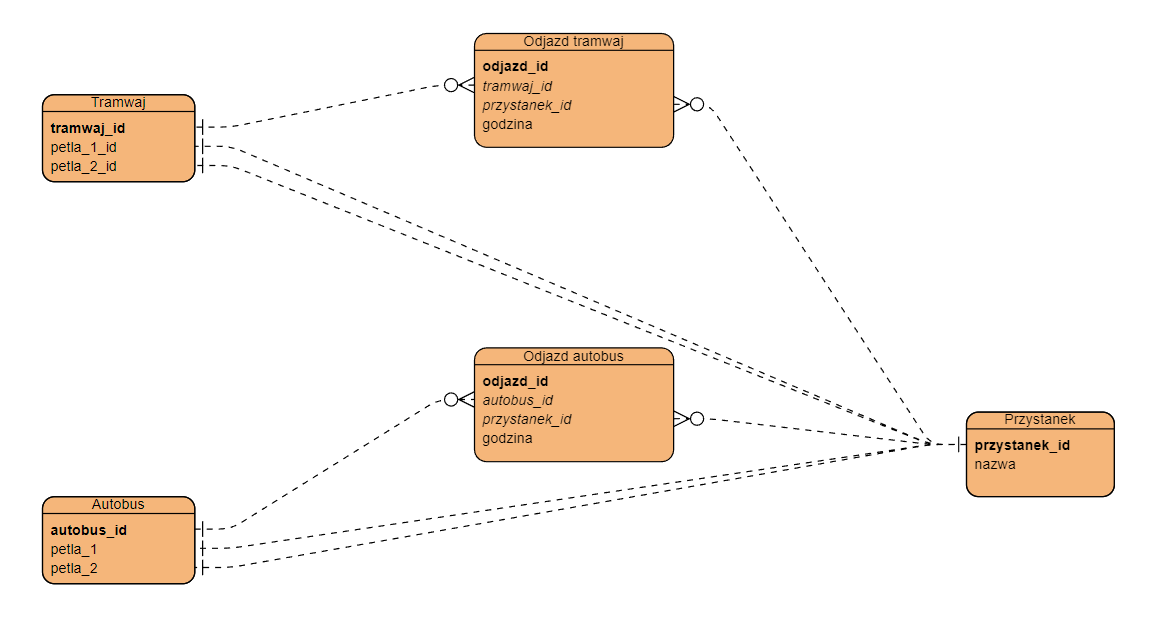 Odjazd tramwaj
odjazd_id
tramwaj_id
przystanek_id
godzina
Tramwaj
tramwaj_id
petla_1_id
petla_2_id
Odjazd autobus
odjazd_id
autobus_id
przystanek_id
godzina
Przystanek
przystanek_id
nazwa
Autobus
autobus_id
petla_1
petla_2